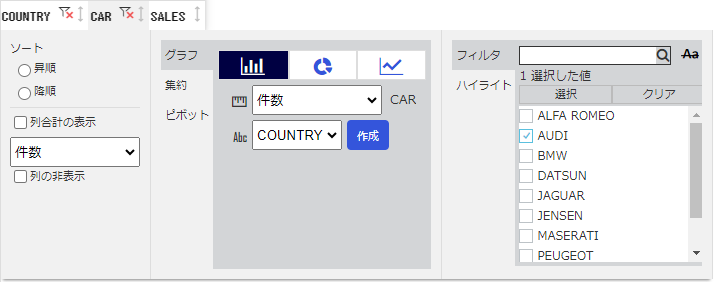 COUNTRY CAR SALES
ソート
昇順
降順
列合計の表示
件数
列の非表示
グラフ
集約
ピボット
件数 CAR
Abc COUNTRY 作成
フィルタ Aa
ハイライト
1 選択した値
選択 クリア
ALFA ROMEO
AUDI
BMW
DATSUN
JAGUAR
JENSEN
MASERATI
PEUGEOT